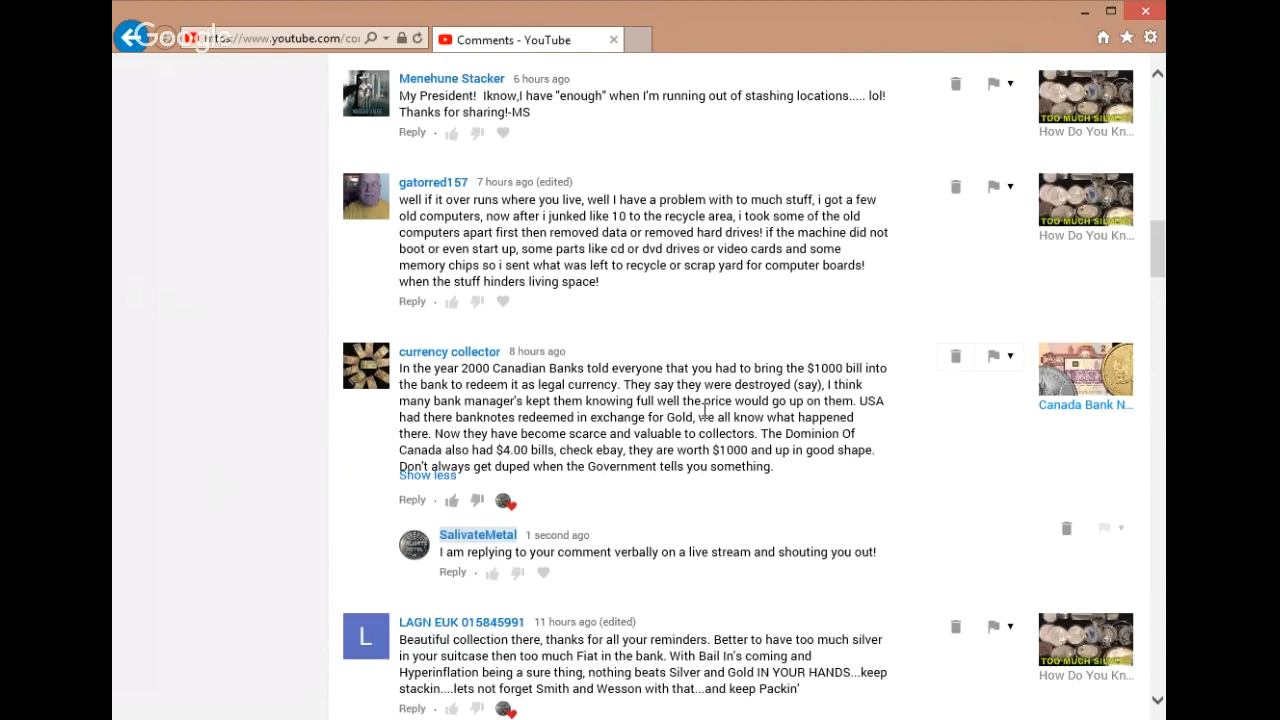 Google
https://www.youtube.com/co
Comments - YouTube
Menehune Stacker 6 hours ago
My President! Iknow,I have "enough" when I'm running out of stashing locations..... lol!
Thanks for sharing!-MS
Reply
TOO MUCH SILVER
How Do You Kn...
gatorred157 7 hours ago (edited)
well if it over runs where you live, well I have a problem with to much stuff, i got a few
old computers, now after i junked like 10 to the recycle area, i took some of the old
computers apart first then removed data or removed hard drives! if the machine did not
boot or even start up, some parts like cd or dvd drives or video cards and some
memory chips so i sent what was left to recycle or scrap yard for computer boards!
when the stuff hinders living space!
Reply
TOO MUCH SILVER
How Do You Kn...
currency collector 8 hours ago
In the year 2000 Canadian Banks told everyone that you had to bring the $1000 bill into
the bank to redeem it as legal currency. They say they were destroyed (say), I think
many bank manager's kept them knowing full well the price would go up on them. USA
had there banknotes redeemed in exchange for Gold, we all know what happened
there. Now they have become scarce and valuable to collectors. The Dominion Of
Canada also had $4.00 bills, check ebay, they are worth $1000 and up in good shape.
Don't always get duped when the Government tells you something.
Show less
Reply
Canada Bank N...
SalivateMetal 1 second ago
I am replying to your comment verbally on a live stream and shouting you out!
Reply
L
LAGN EUK 015845991 11 hours ago (edited)
Beautiful collection there, thanks for all your reminders. Better to have too much silver
in your suitcase then too much Fiat in the bank. With Bail In's coming and
Hyperinflation being a sure thing, nothing beats Silver and Gold IN YOUR HANDS...keep
stackin....lets not forget Smith and Wesson with that...and keep Packin'
Reply
TOO MUCH SILVER
How Do You Kn...